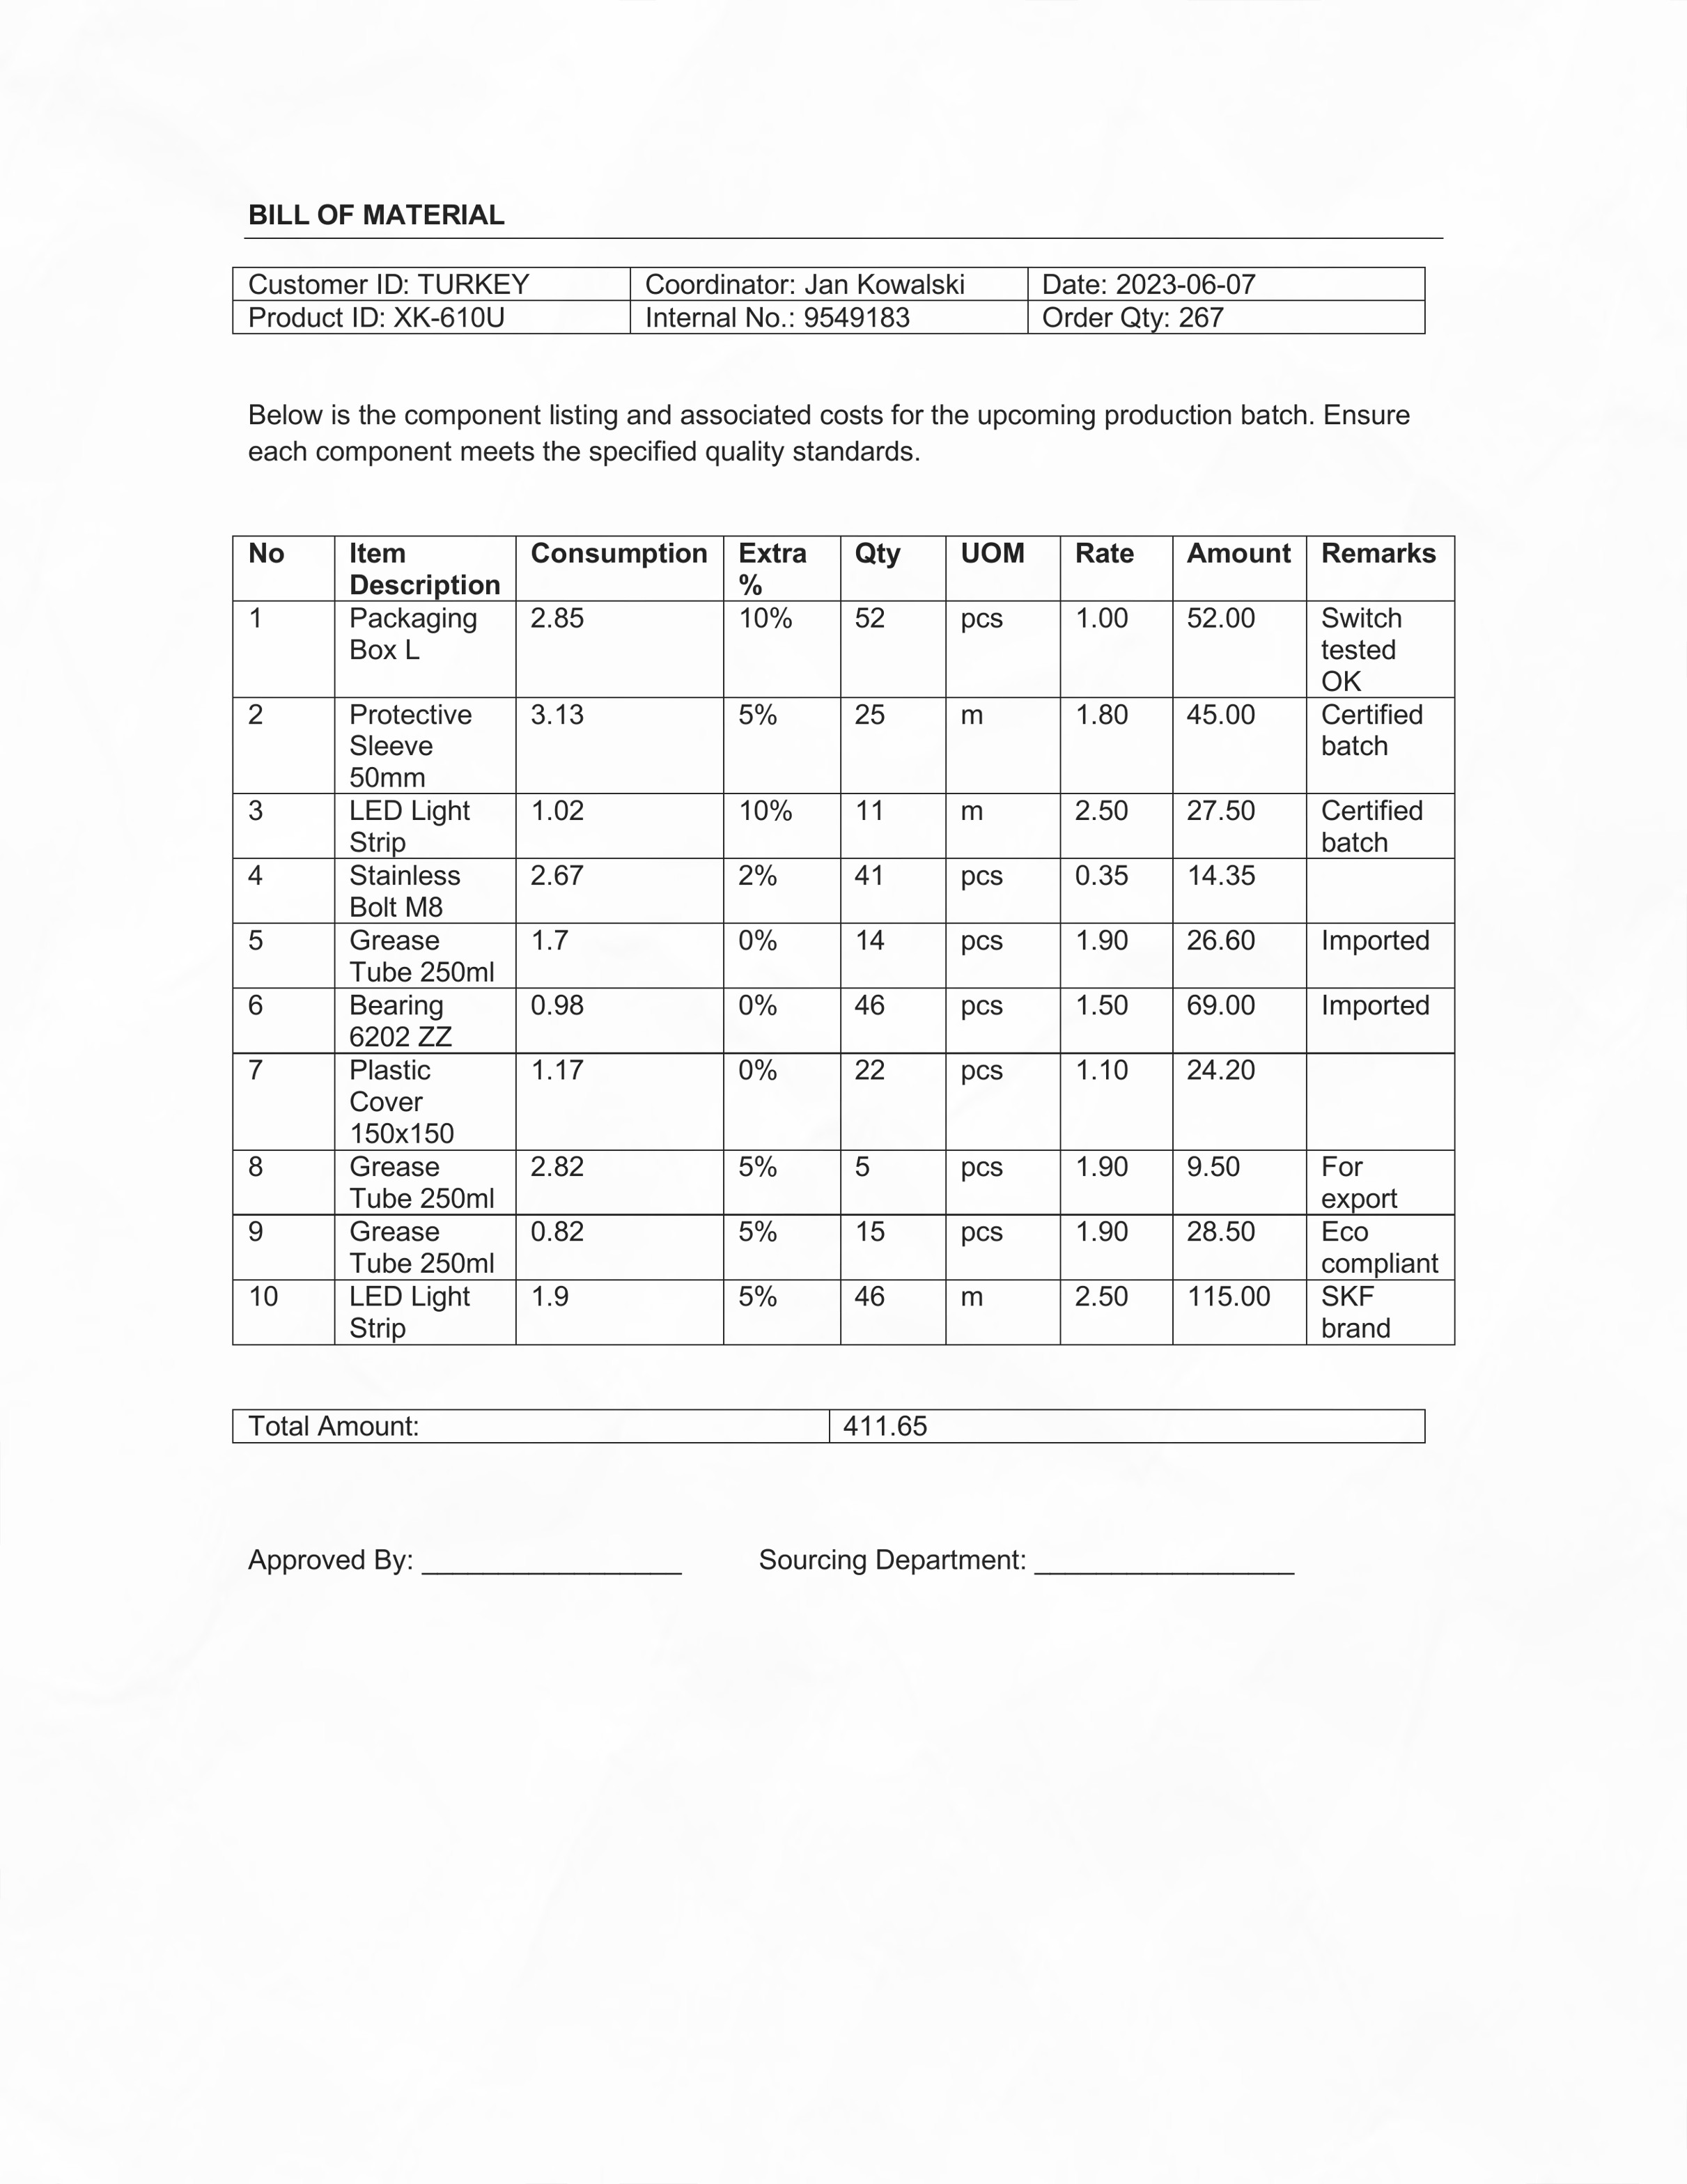 BILL OF MATERIAL
Customer ID: TURKEY Coordinator: Jan Kowalski Date: 2023-06-07
Product ID: XK-610U Internal No.: 9549183 Order Qty: 267
Below is the component listing and associated costs for the upcoming production batch. Ensure
each component meets the specified quality standards.
No Item Consumption Extra Qty UOM Rate Amount Remarks
Description %
1 Packaging 2.85 10% 52 pcs 1.00 52.00 Switch
Box L tested
OK
2 Protective 3.13 5% 25 m 1.80 45.00 Certified
Sleeve batch
50mm
3 LED Light 1.02 10% 11 m 2.50 27.50 Certified
Strip batch
4 Stainless 2.67 2% 41 pcs 0.35 14.35
Bolt M8
5 Grease 1.7 0% 14 pcs 1.90 26.60 Imported
Tube 250ml
6 Bearing 0.98 0% 46 pcs 1.50 69.00 Imported
6202 ZZ
7 Plastic 1.17 0% 22 pcs 1.10 24.20
Cover
150x150
8 Grease 2.82 5% 5 pcs 1.90 9.50 For
Tube 250ml export
9 Grease 0.82 5% 15 pcs 1.90 28.50 Eco
Tube 250ml compliant
10 LED Light 1.9 5% 46 m 2.50 115.00 SKF
Strip brand
Total Amount: 411.65
Approved By: _________________ Sourcing Department: _________________